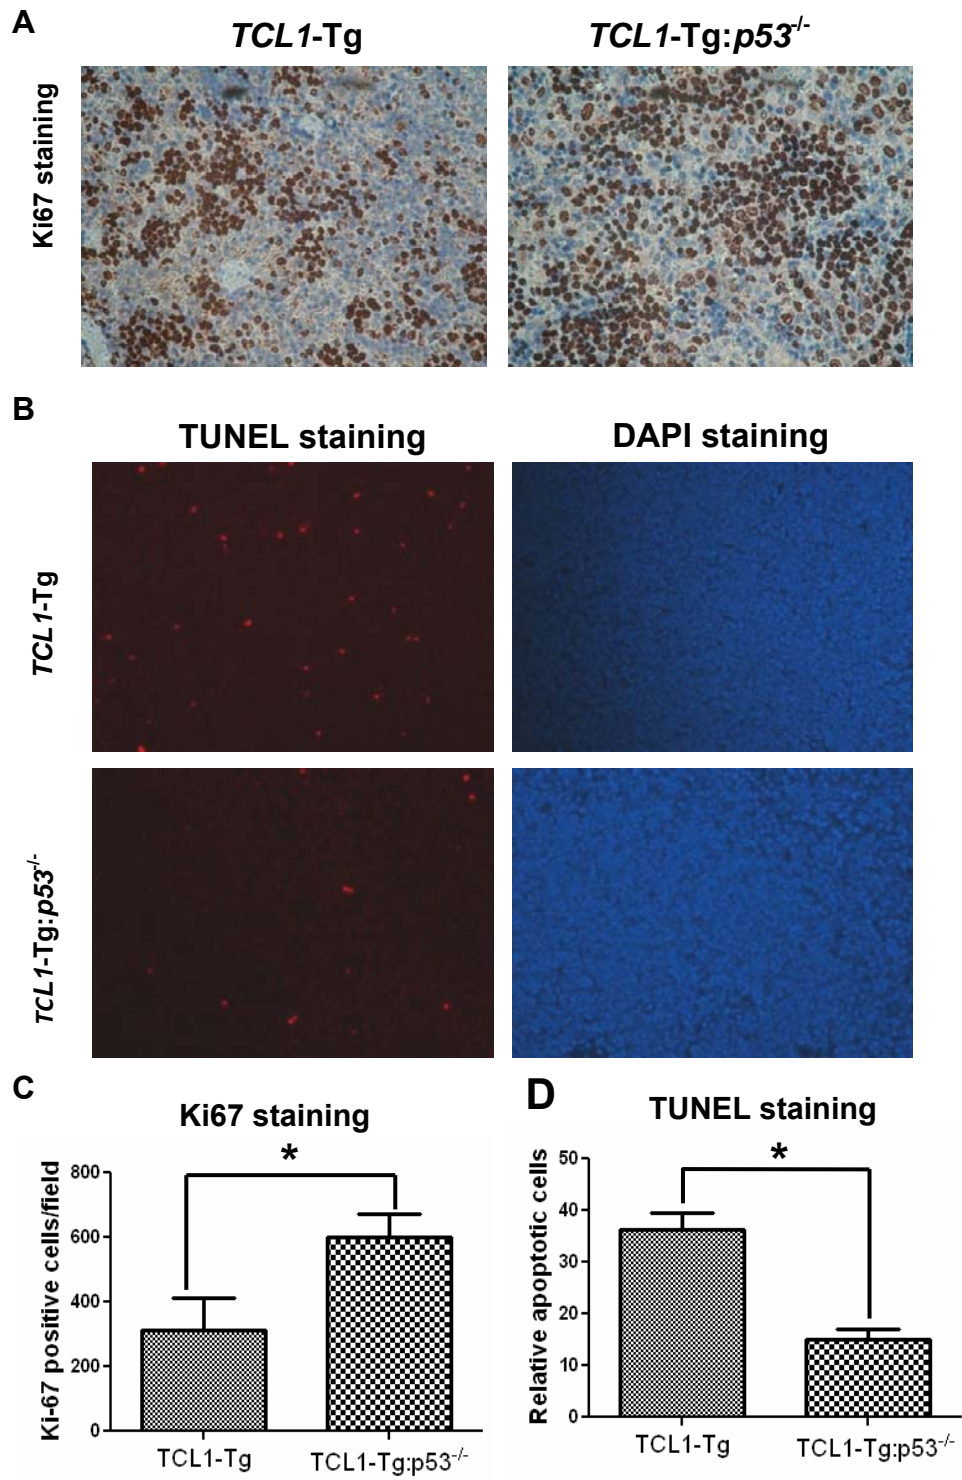 A
TCL1-Tg
TCL1-Tg:p53-/-
Ki67 staining
B
TUNEL staining
DAPI staining
TCL1-Tg
TCL1-Tg:p53-/-
C
Ki67 staining
*
Ki-67 positive cells/field
800
600
400
200
0
TCL1-Tg
TCL1-Tg:p53-/-
D
TUNEL staining
*
Relative apoptotic cells
50
40
30
20
10
0
TCL1-Tg
TCL1-Tg:p53-/-